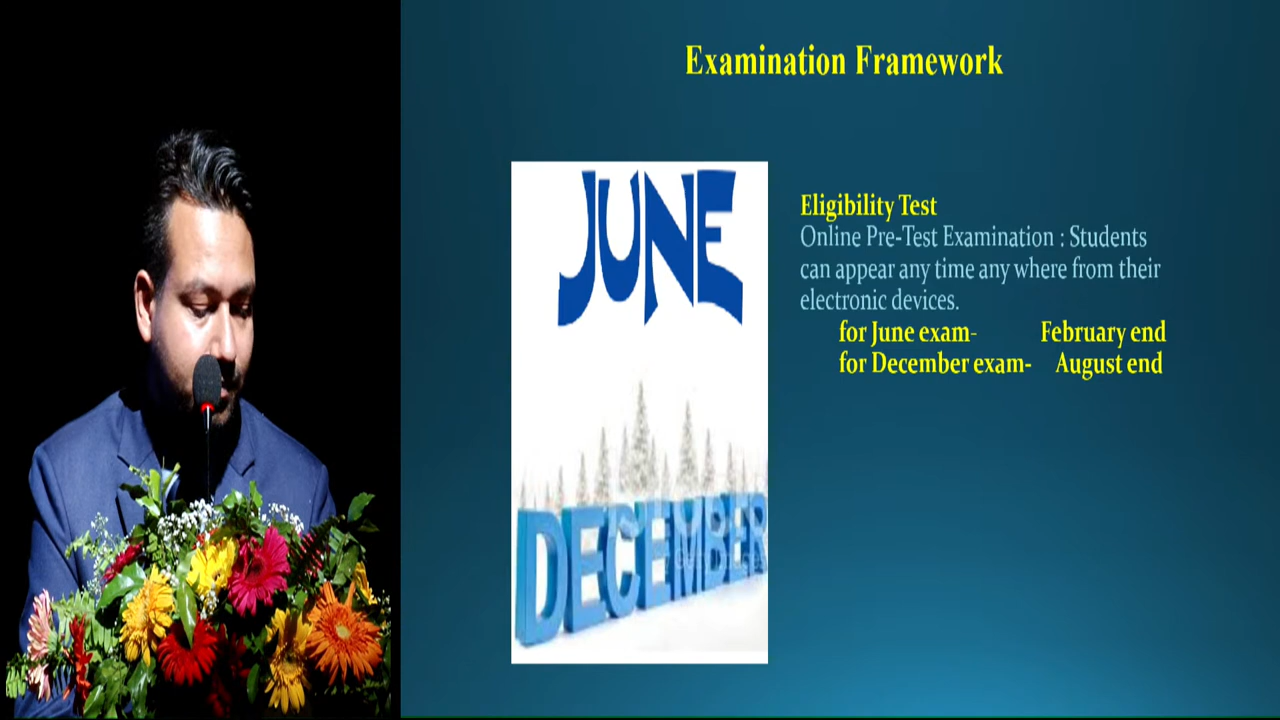 Examination Framework
JUNE
DECEMBER
Eligibility Test
Online Pre-Test Examination : Students
can appear any time any where from their
electronic devices.
for June exam- February end
for December exam- August end